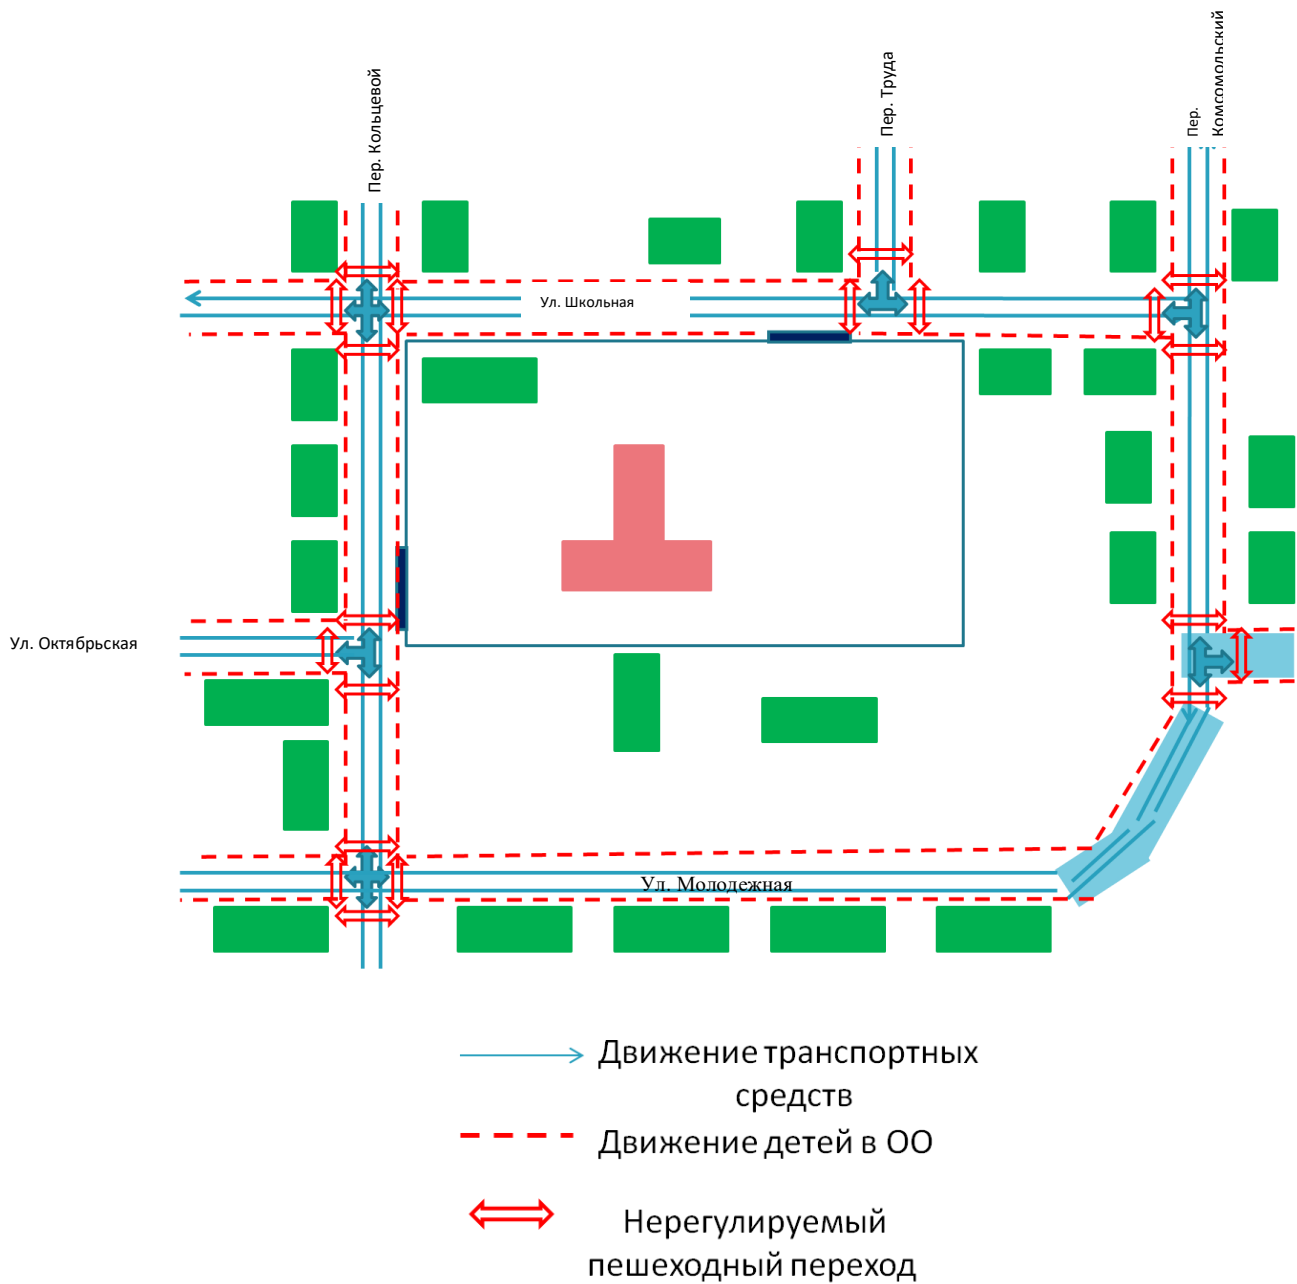 Пер. Кольцевой
Пер. Труда
Пер.
Комсомольский
Ул. Школьная
Ул. Октябрьская
Ул. Молодежная
Движение транспортных
средств
Движение детей в ОО
Нерегулируемый
пешеходный переход